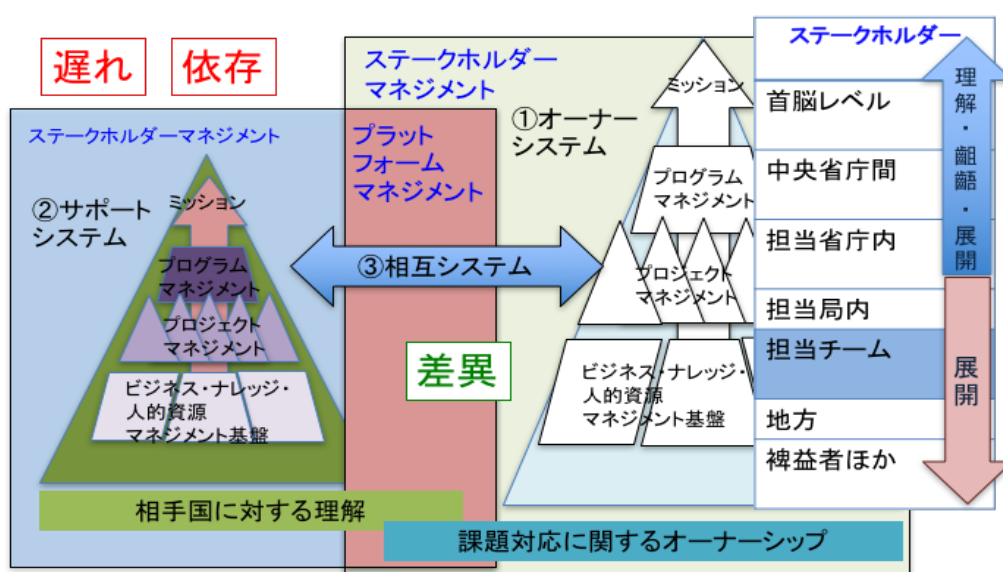 遅れ
依存
ステークホルダー
マネジメント
ステークホルダーマネジメント
②サポート
システム
ミッション
プログラム
マネジメント
プロジェクト
マネジメント
ビジネス・ナレッジ・
人的資源
マネジメント基盤
相手国に対する理解
プラット
フォーム
マネジメント
③相互システム
差異
①オーナー
システム
ミッション
プログラム
マネジメント
プロジェクト
マネジメント
ビジネス・ナレッジ・
人的資源
マネジメント基盤
課題対応に関するオーナーシップ
ステークホルダー
首脳レベル
中央省庁間
担当省庁内
担当局内
担当チーム
地方
裨益者ほか
理解・齟齬・展開
展開